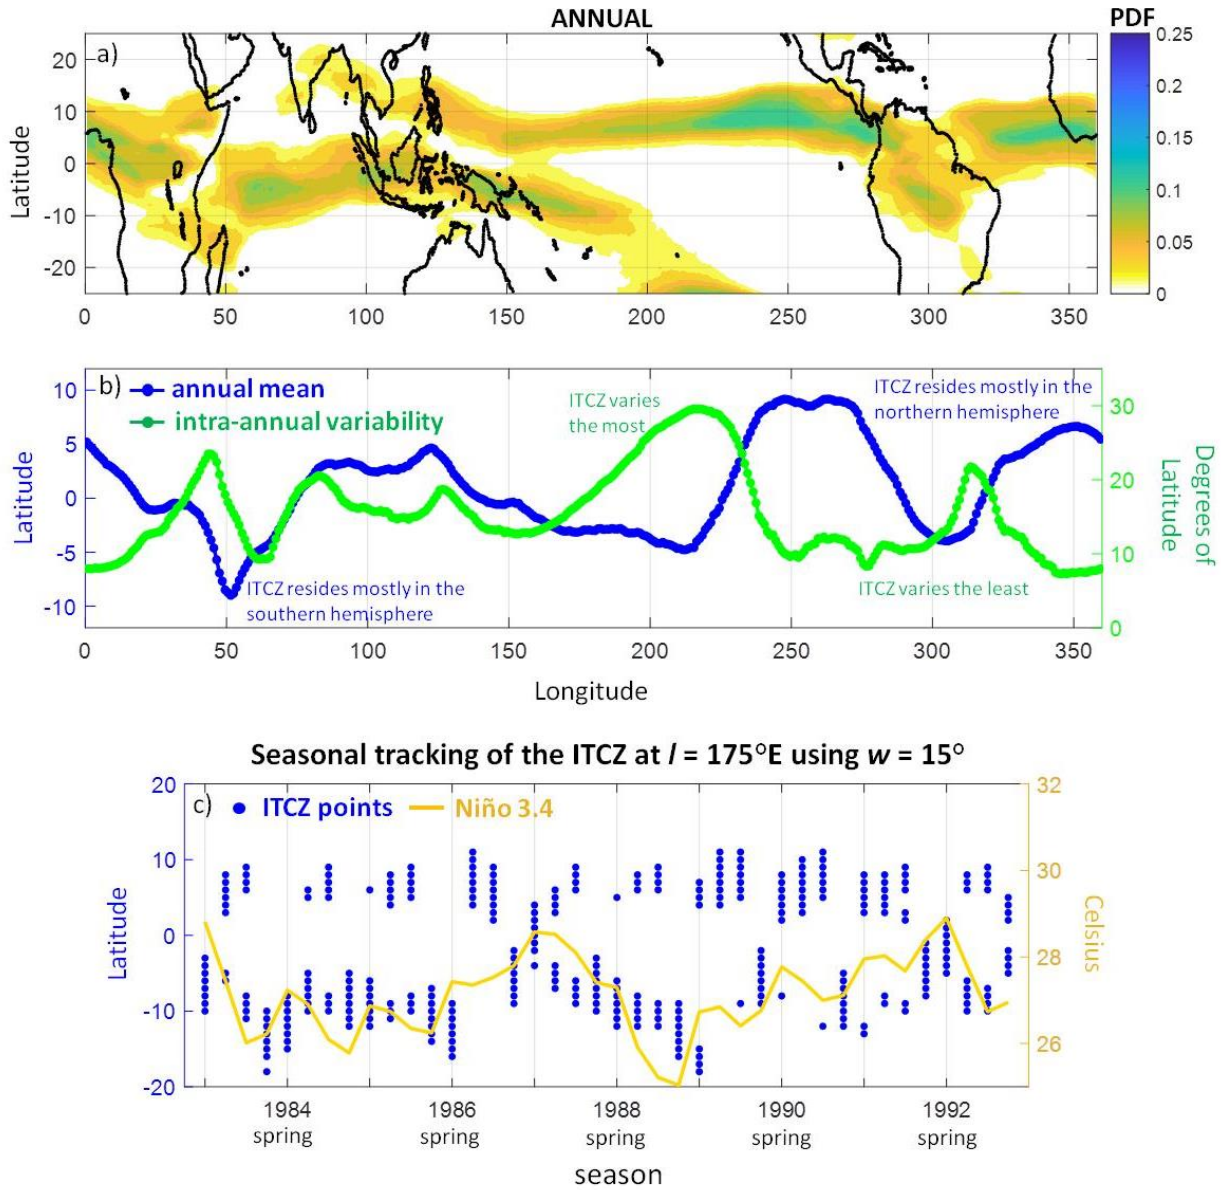 ANNUAL
PDF
a)
20
10
0
-10
-20
Latitude
0.25
0.2
0.15
0.1
0.05
0
0 50 100 150 200 250 300 350
b)
annual mean
intra-annual variability
ITCZ varies
the most
ITCZ resides mostly in the
northern hemisphere
ITCZ resides mostly in the
southern hemisphere
ITCZ varies the least
10
5
0
-5
-10
Latitude
30
20
10
0
Degrees of
Latitude
0 50 100 150 200 250 300 350
Longitude
Seasonal tracking of the ITCZ at l = 175°E using w = 15°
c)
ITCZ points
Niño 3.4
20
10
0
-10
-20
Latitude
32
30
28
26
Celsius
1984 1986 1988 1990 1992
spring spring spring spring spring
season